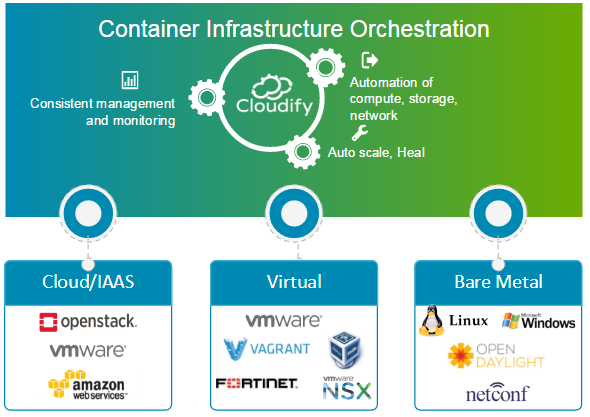 Container Infrastructure Orchestration
Consistent management
and monitoring
Cloudify
Automation of
compute, storage,
network
Auto scale, Heal
Cloud/IAAS
openstack.
vmware®
amazon
web services™
Virtual
vmware®
VAGRANT
FORTINET.
vmware
NSX
Bare Metal
Linux
Microsoft
Windows
OPEN
DAYLIGHT
netconf